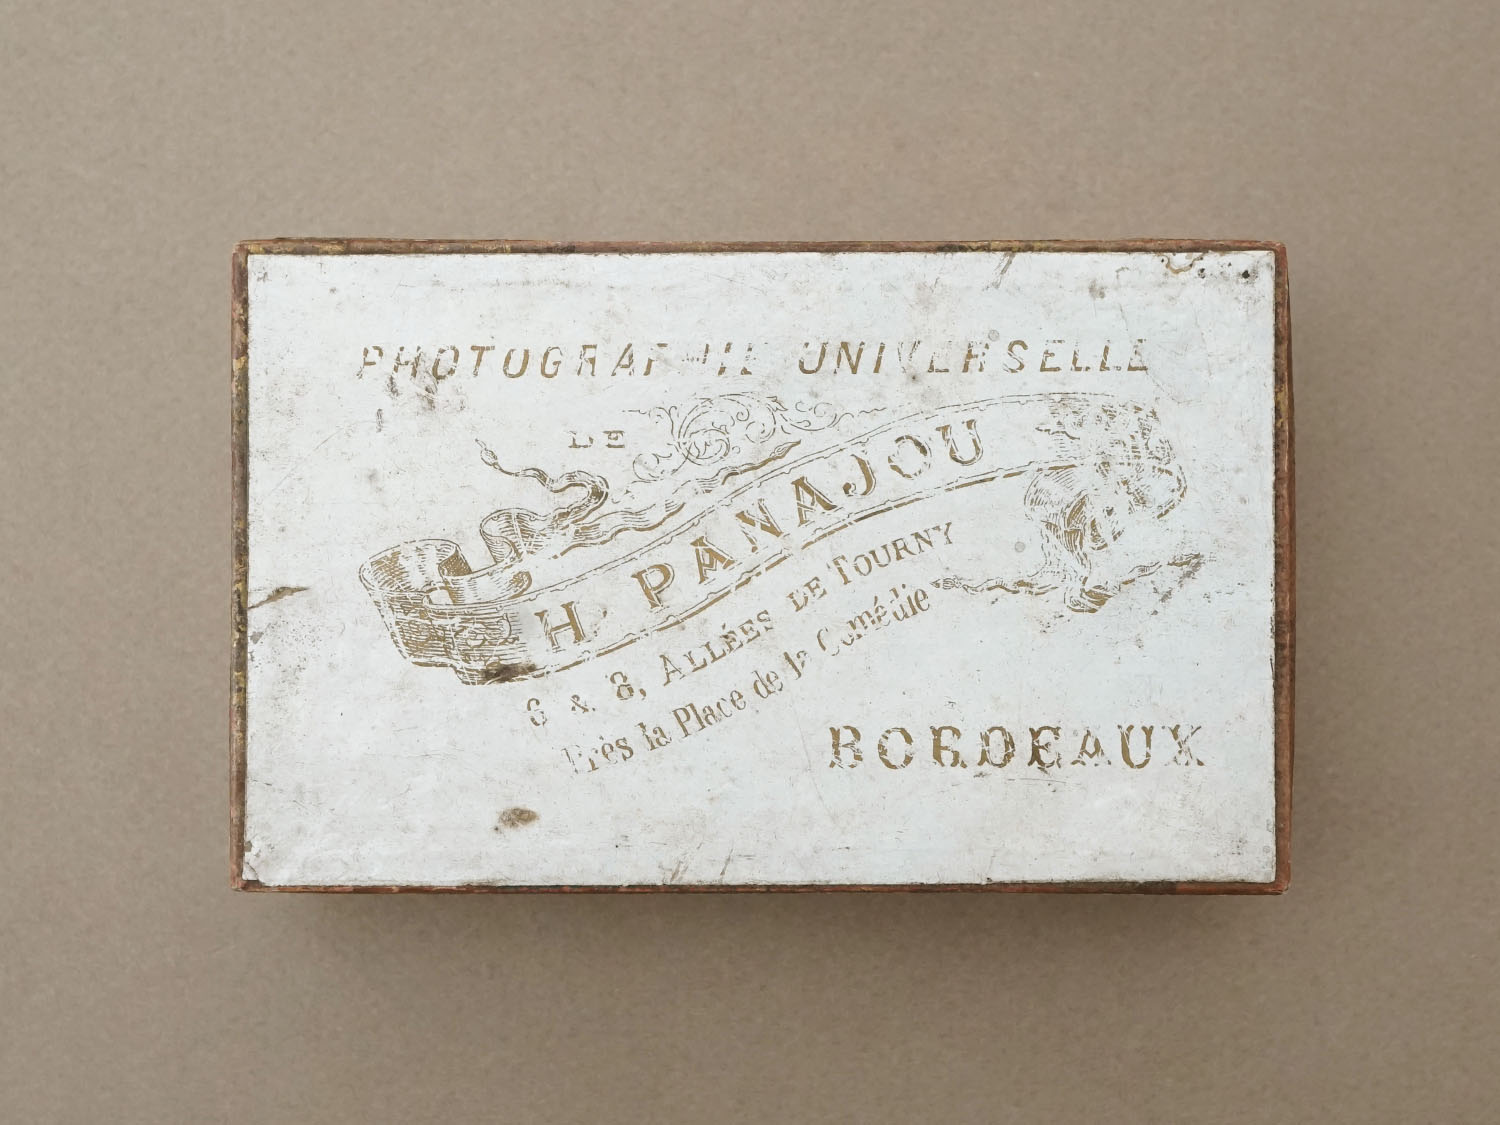 PHOTOGRAPHIE UNIVERSELLE
DE
H. PANAJOU
6 & 8, ALLÉES DE TOURNY
Près la Place de la Comédie
BORDEAUX